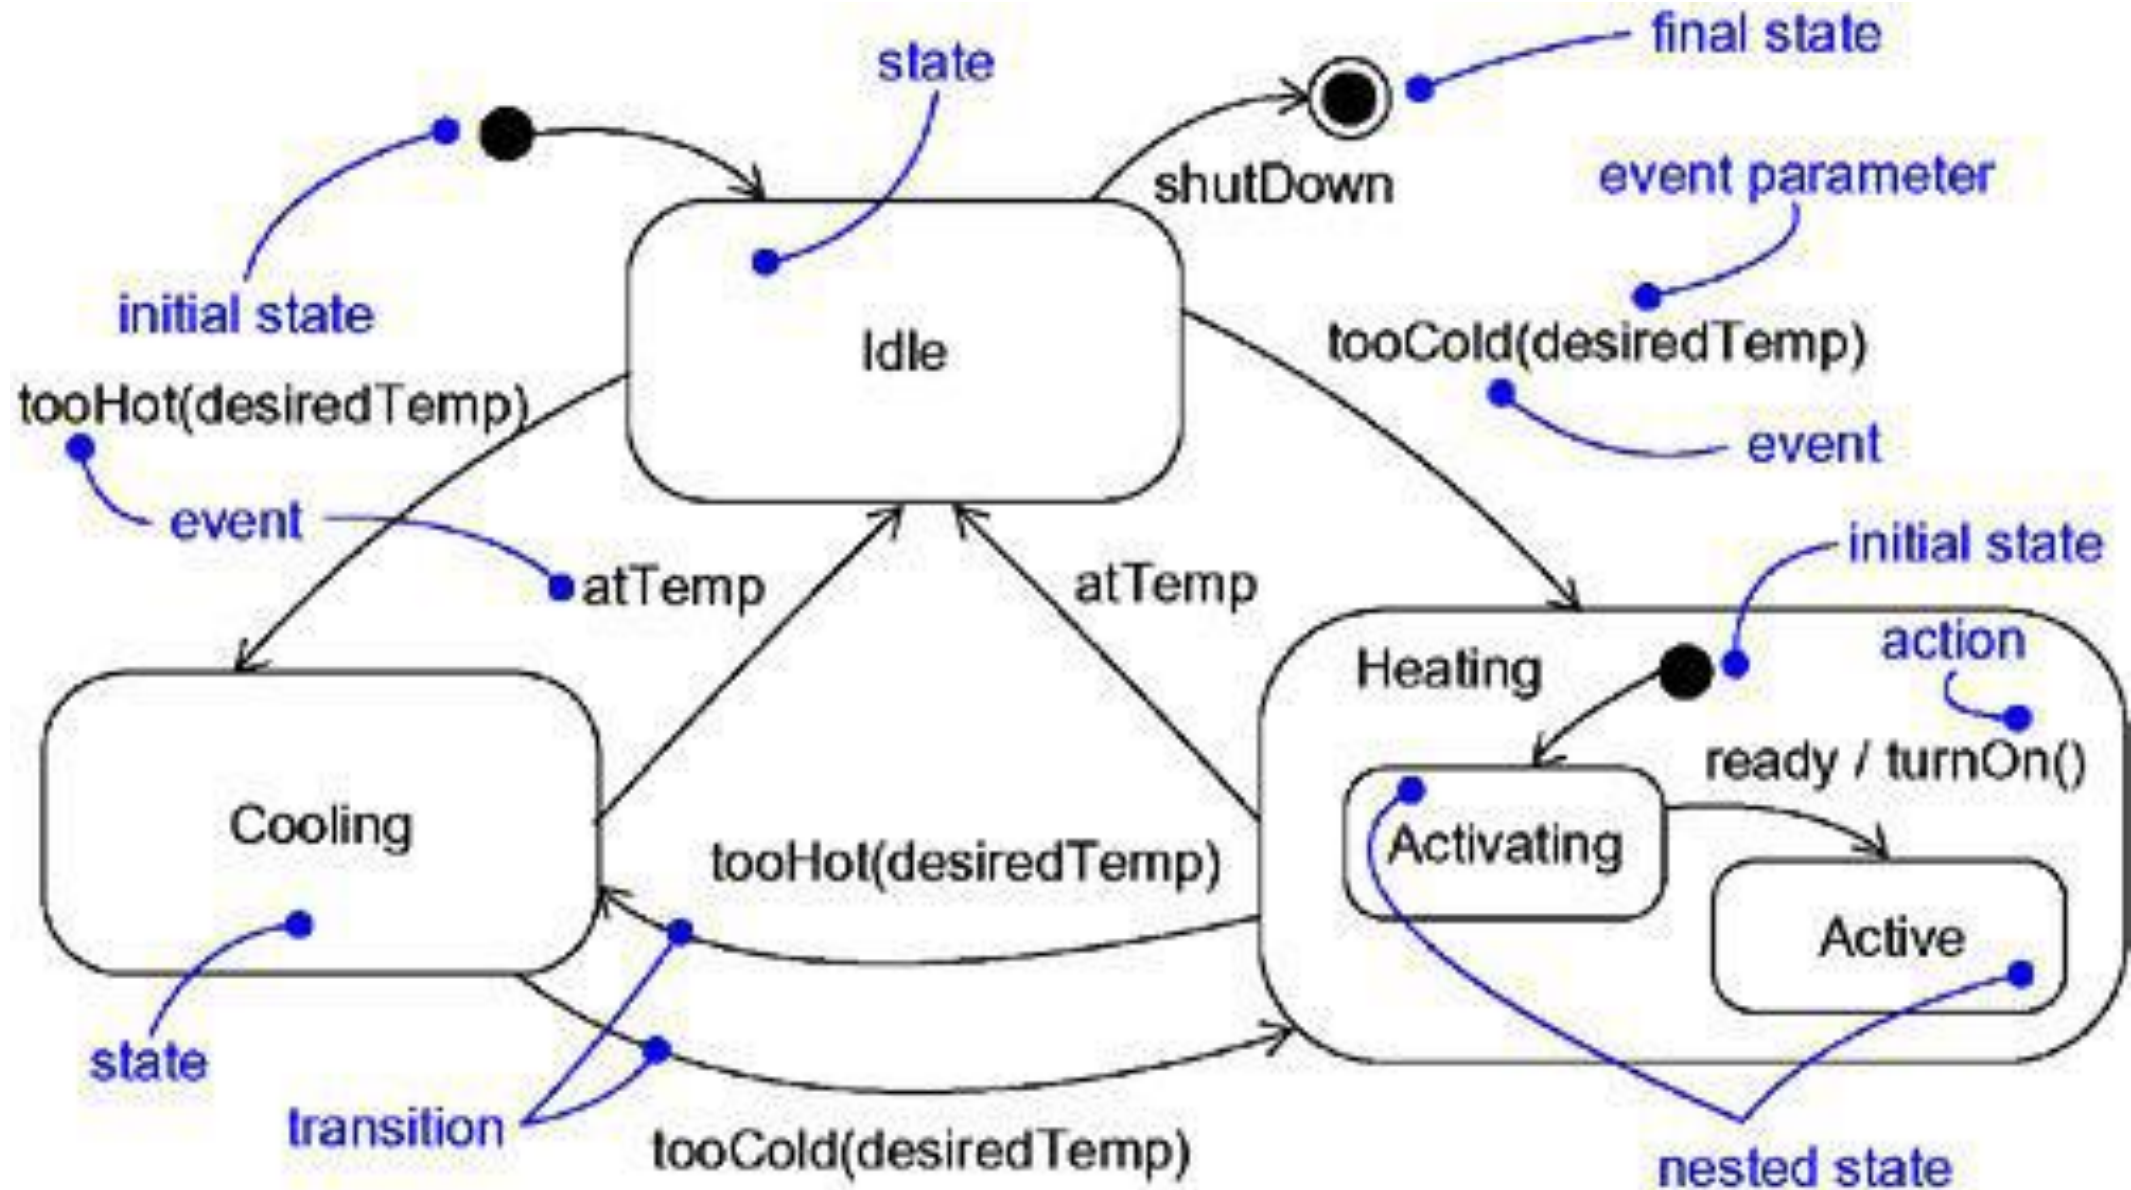 final state
state
shutDown
event parameter
initial state
tooCold(desiredTemp)
Idle
tooHot(desiredTemp)
event
event
initial state
atTemp
atTemp
action
Heating
ready / turnOn()
Cooling
Activating
tooHot(desiredTemp)
Active
state
transition
tooCold(desiredTemp)
nested state